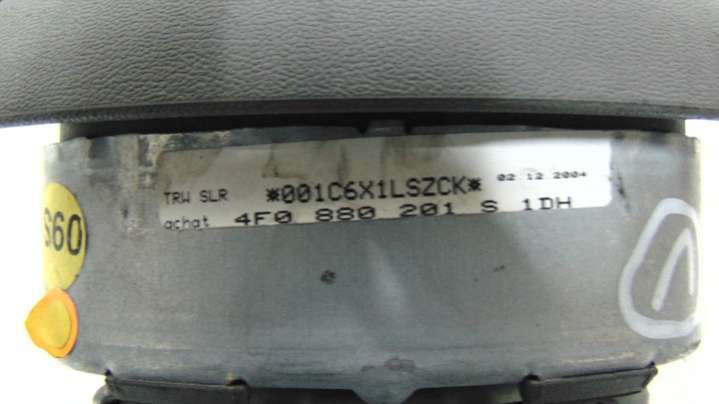 TRW SLR *001C6X1LSZCK* 02.12.2004
achat 4F0 880 201 S 1DH
S60